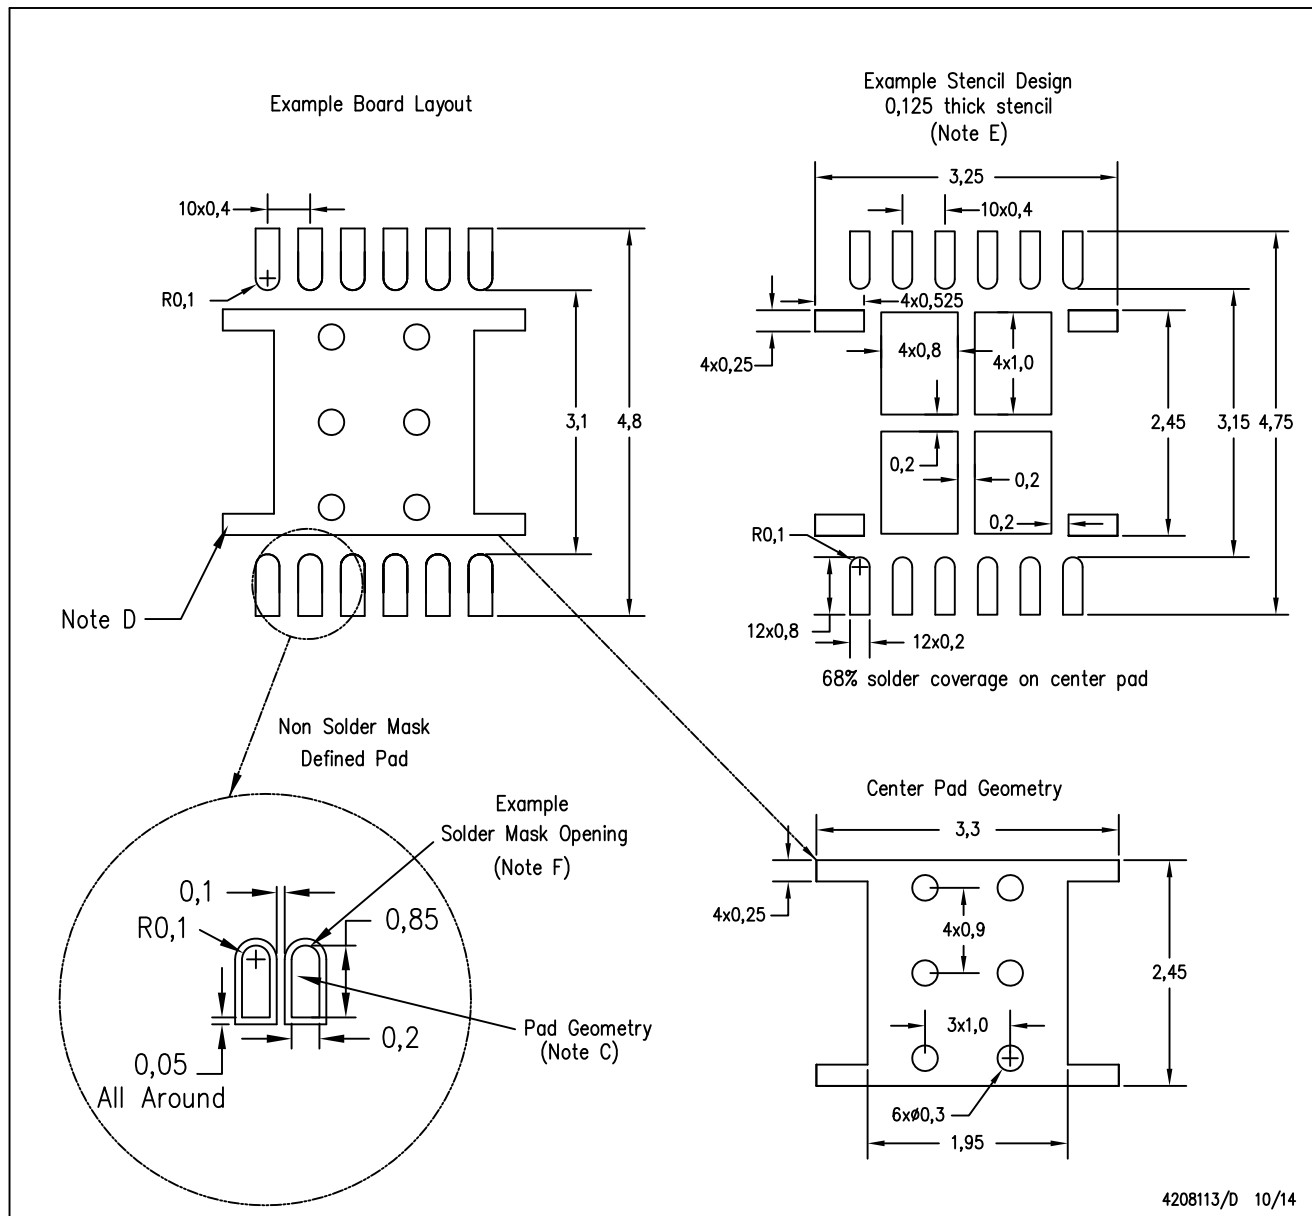 Example Board Layout
10x0,4
R0,1
3,1
4,8
Note D
Example Stencil Design
0,125 thick stencil
(Note E)
3,25
10x0,4
4x0,525
4x0,25
4x0,8
4x1,0
2,45
3,15
4,75
0,2
0,2
0,2
R0,1
12x0,8
12x0,2
68% solder coverage on center pad
Non Solder Mask
Defined Pad
Example
Solder Mask Opening
(Note F)
0,1
R0,1
0,85
Pad Geometry
(Note C)
0,2
0,05
All Around
Center Pad Geometry
3,3
4x0,25
4x0,9
2,45
3x1,0
6xø0,3
1,95
4208113/D 10/14